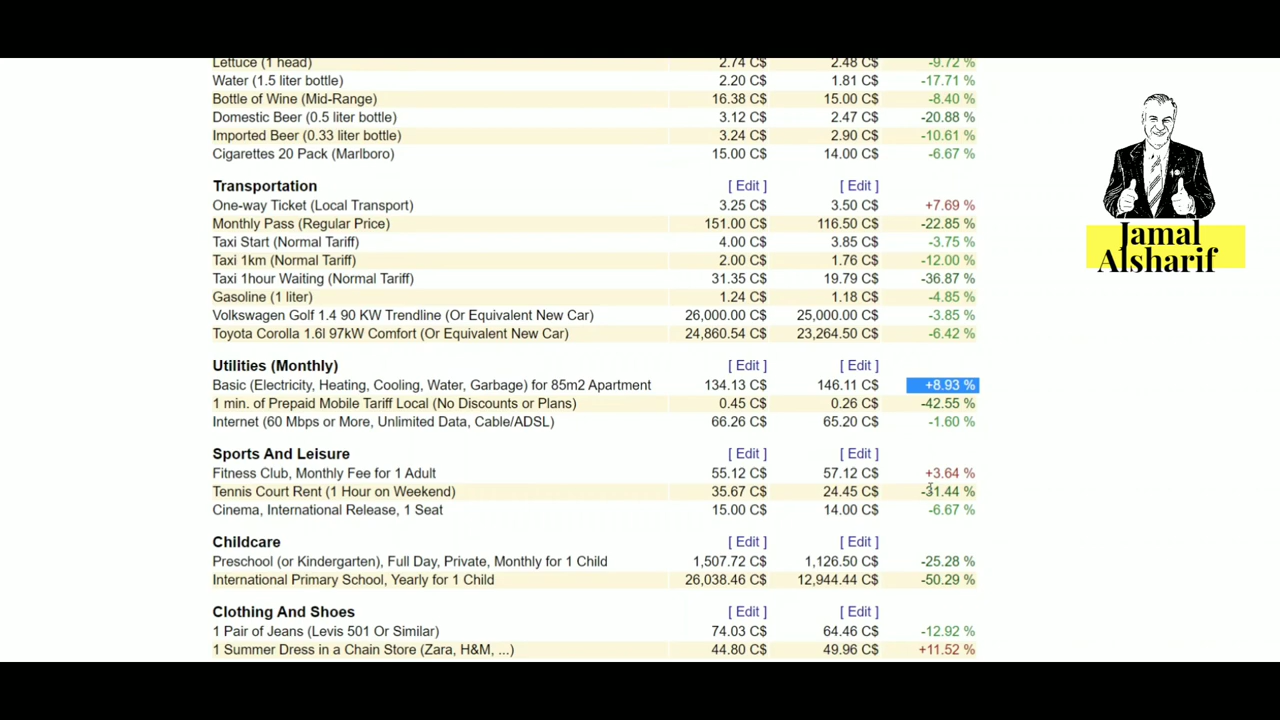 Lettuce (1 head) 2.74 C$ 2.48 C$ -9.72 %
Water (1.5 liter bottle) 2.20 C$ 1.81 C$ -17.71 %
Bottle of Wine (Mid-Range) 16.38 C$ 15.00 C$ -8.40 %
Domestic Beer (0.5 liter bottle) 3.12 C$ 2.47 C$ -20.88 %
Imported Beer (0.33 liter bottle) 3.24 C$ 2.90 C$ -10.61 %
Cigarettes 20 Pack (Marlboro) 15.00 C$ 14.00 C$ -6.67 %
Transportation [ Edit ] [ Edit ]
One-way Ticket (Local Transport) 3.25 C$ 3.50 C$ +7.69 %
Monthly Pass (Regular Price) 151.00 C$ 116.50 C$ -22.85 %
Taxi Start (Normal Tariff) 4.00 C$ 3.85 C$ -3.75 %
Taxi 1km (Normal Tariff) 2.00 C$ 1.76 C$ -12.00 %
Taxi 1hour Waiting (Normal Tariff) 31.35 C$ 19.79 C$ -36.87 %
Gasoline (1 liter) 1.24 C$ 1.18 C$ -4.85 %
Volkswagen Golf 1.4 90 KW Trendline (Or Equivalent New Car) 26,000.00 C$ 25,000.00 C$ -3.85 %
Toyota Corolla 1.6l 97kW Comfort (Or Equivalent New Car) 24,860.54 C$ 23,264.50 C$ -6.42 %
Utilities (Monthly) [ Edit ] [ Edit ]
Basic (Electricity, Heating, Cooling, Water, Garbage) for 85m2 Apartment 134.13 C$ 146.11 C$ +8.93 %
1 min. of Prepaid Mobile Tariff Local (No Discounts or Plans) 0.45 C$ 0.26 C$ -42.55 %
Internet (60 Mbps or More, Unlimited Data, Cable/ADSL) 66.26 C$ 65.20 C$ -1.60 %
Sports And Leisure [ Edit ] [ Edit ]
Fitness Club, Monthly Fee for 1 Adult 55.12 C$ 57.12 C$ +3.64 %
Tennis Court Rent (1 Hour on Weekend) 35.67 C$ 24.45 C$ -31.44 %
Cinema, International Release, 1 Seat 15.00 C$ 14.00 C$ -6.67 %
Childcare [ Edit ] [ Edit ]
Preschool (or Kindergarten), Full Day, Private, Monthly for 1 Child 1,507.72 C$ 1,126.50 C$ -25.28 %
International Primary School, Yearly for 1 Child 26,038.46 C$ 12,944.44 C$ -50.29 %
Clothing And Shoes [ Edit ] [ Edit ]
1 Pair of Jeans (Levis 501 Or Similar) 74.03 C$ 64.46 C$ -12.92 %
1 Summer Dress in a Chain Store (Zara, H&M, ...) 44.80 C$ 49.96 C$ +11.52 %
Jamal
Alsharif